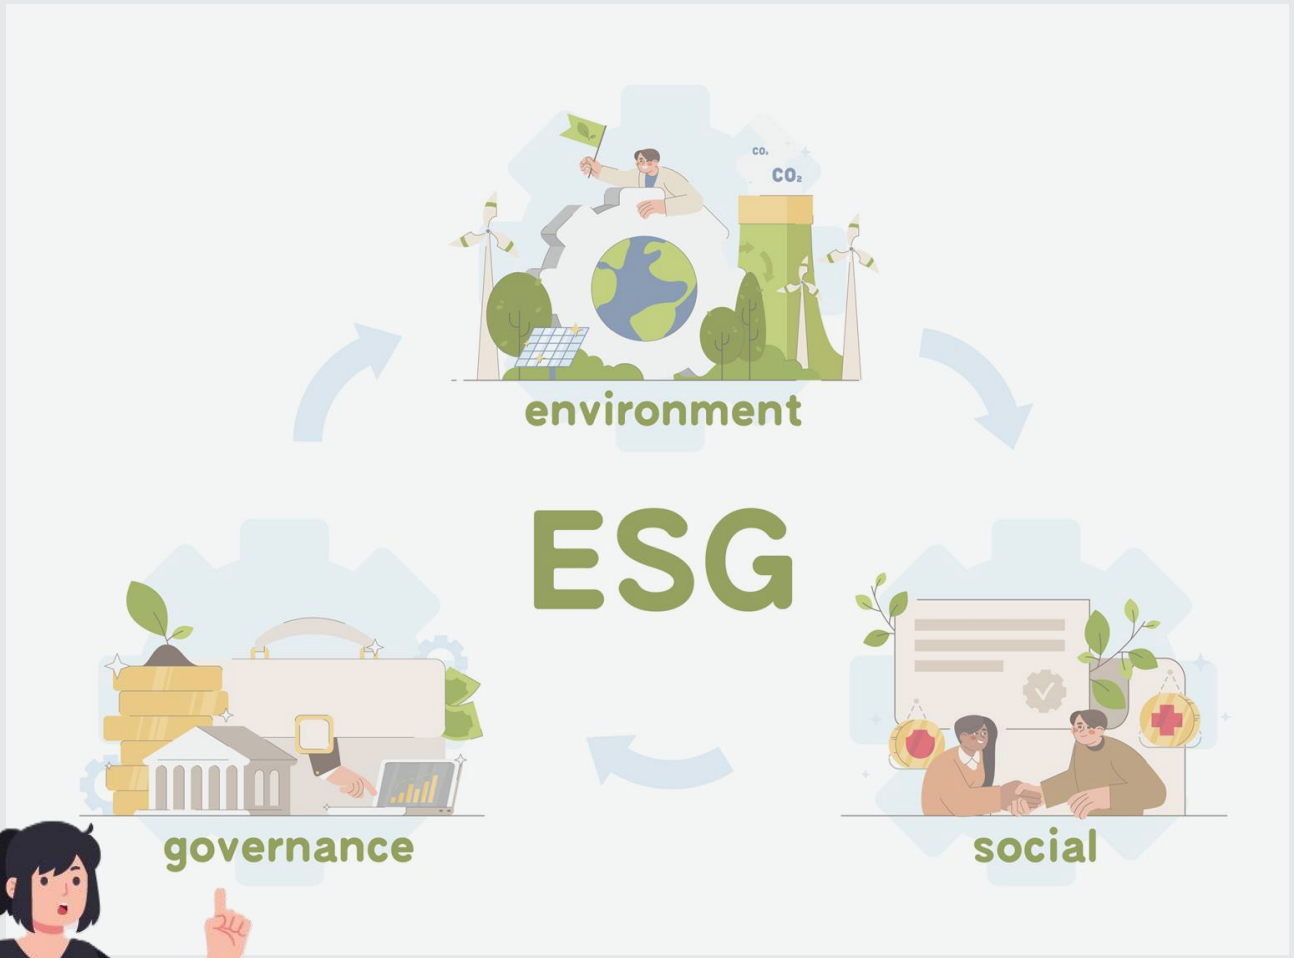 CO₂
CO₂
environment
ESG
governance
social